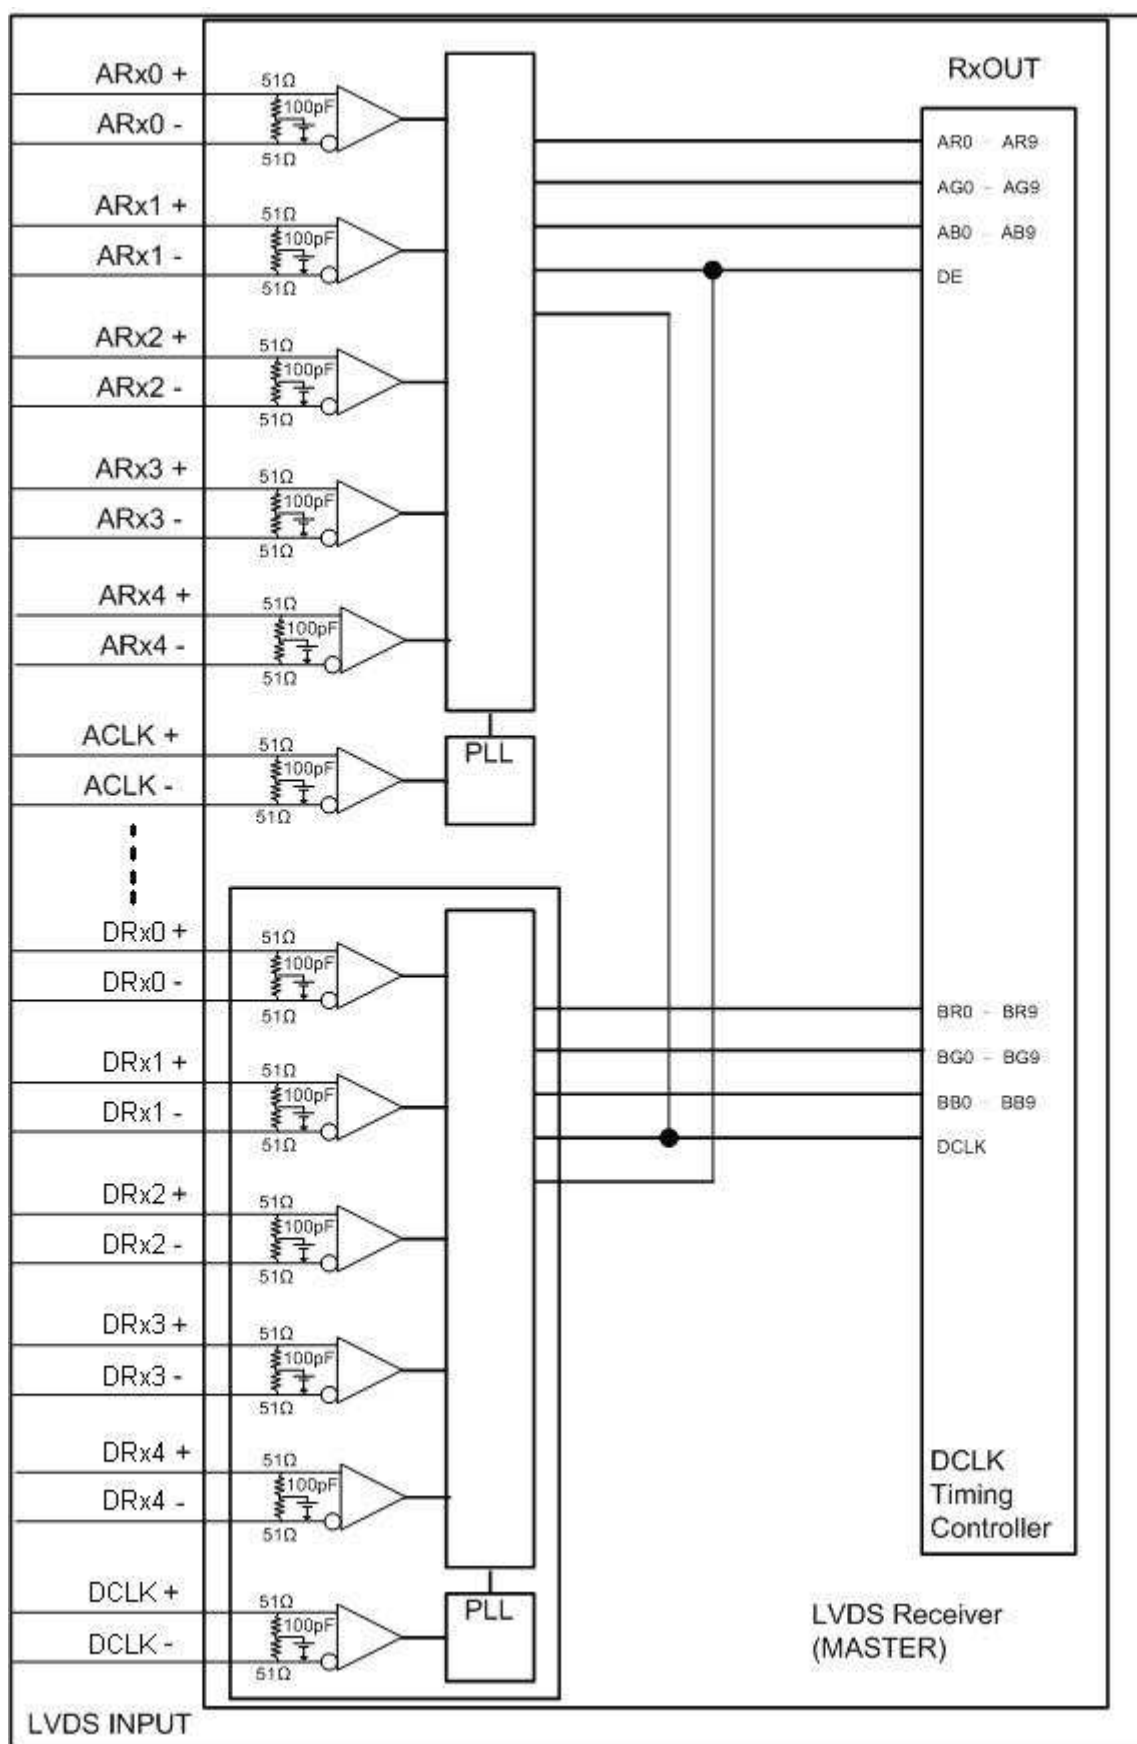 RxOUT
ARx0 +
51Ω
100pF
ARx0 -
51Ω
AR0 - AR9
AG0 - AG9
AB0 - AB9
DE
ARx1 +
51Ω
100pF
ARx1 -
51Ω
ARx2 +
51Ω
100pF
ARx2 -
51Ω
ARx3 +
51Ω
100pF
ARx3 -
51Ω
ARx4 +
51Ω
100pF
ARx4 -
51Ω
ACLK +
51Ω
100pF
ACLK -
51Ω
PLL
DRx0 +
51Ω
100pF
DRx0 -
51Ω
BR0 - BR9
BG0 - BG9
BB0 - BB9
DCLK
DRx1 +
51Ω
100pF
DRx1 -
51Ω
DRx2 +
51Ω
100pF
DRx2 -
51Ω
DRx3 +
51Ω
100pF
DRx3 -
51Ω
DRx4 +
51Ω
100pF
DRx4 -
51Ω
DCLK
Timing
Controller
DCLK +
51Ω
100pF
DCLK -
51Ω
PLL
LVDS Receiver
(MASTER)
LVDS INPUT